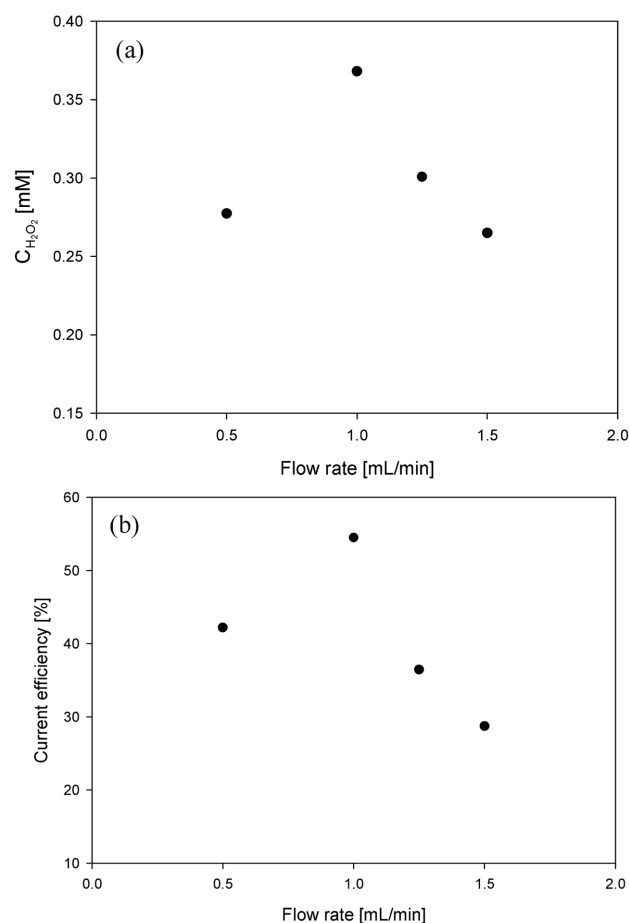 (a)
0.40
0.35
0.30
0.25
0.20
0.15
C_H₂O₂ [mM]
0.0 0.5 1.0 1.5 2.0
Flow rate [mL/min]
(b)
60
50
40
30
20
10
Current efficiency [%]
0.0 0.5 1.0 1.5 2.0
Flow rate [mL/min]